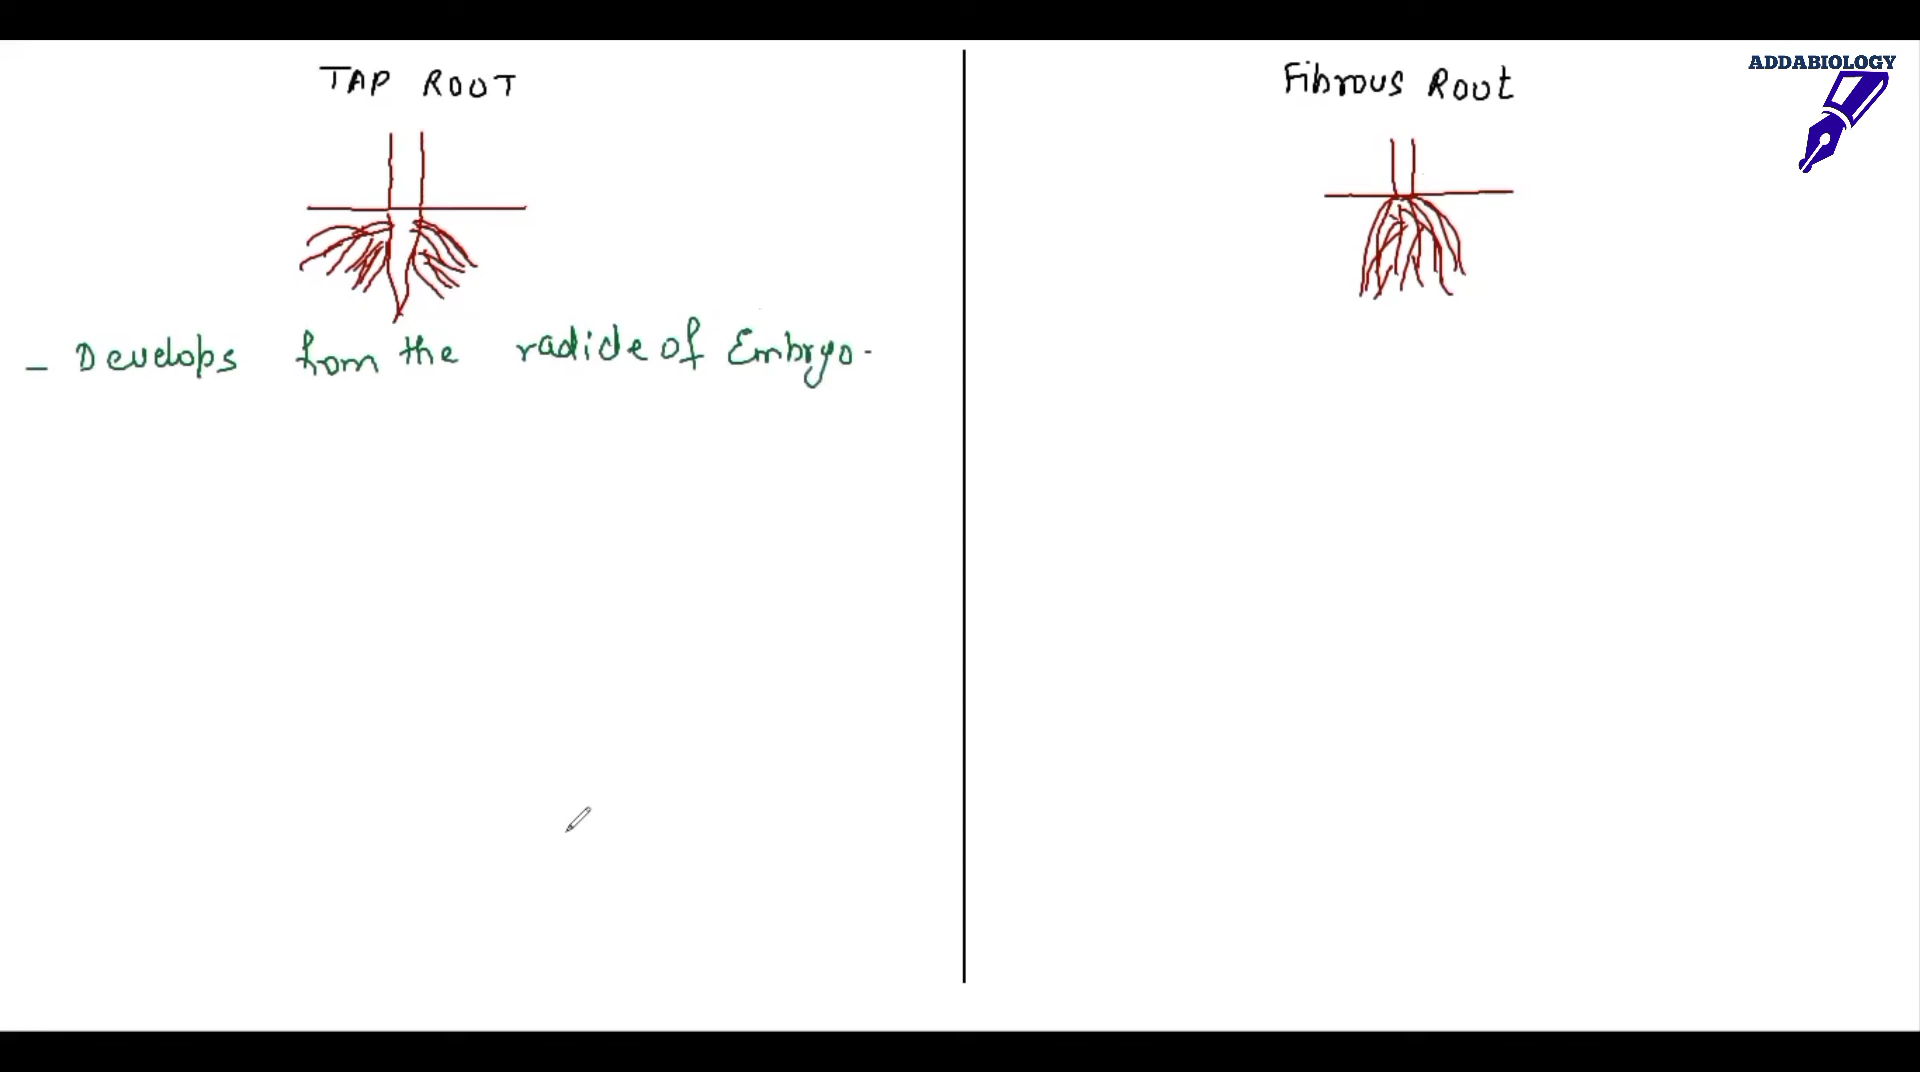 TAP ROOT
Fibrous Root
ADDABIOLOGY
- Develops from the radicle of Embryo.